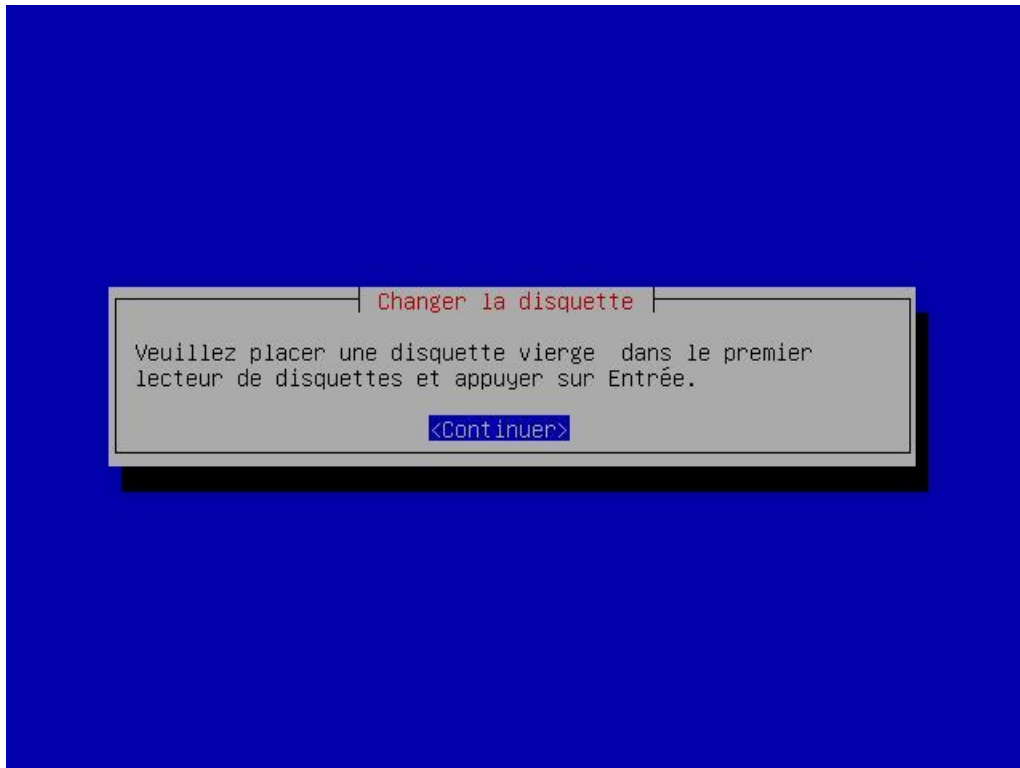 Changer la disquette
Veuillez placer une disquette vierge  dans le premier
lecteur de disquettes et appuyer sur Entrée.
<Continuer>